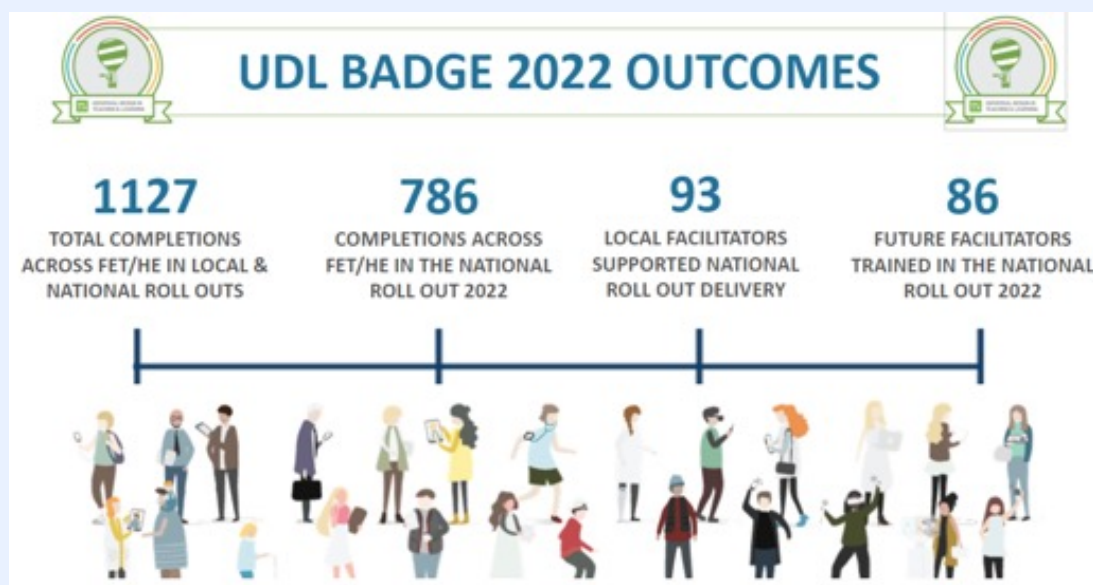 UDL BADGE 2022 OUTCOMES
1127
TOTAL COMPLETIONS
ACROSS FET/HE IN LOCAL &
NATIONAL ROLL OUTS
786
COMPLETIONS ACROSS
FET/HE IN THE NATIONAL
ROLL OUT 2022
93
LOCAL FACILITATORS
SUPPORTED NATIONAL
ROLL OUT DELIVERY
86
FUTURE FACILITATORS
TRAINED IN THE NATIONAL
ROLL OUT 2022